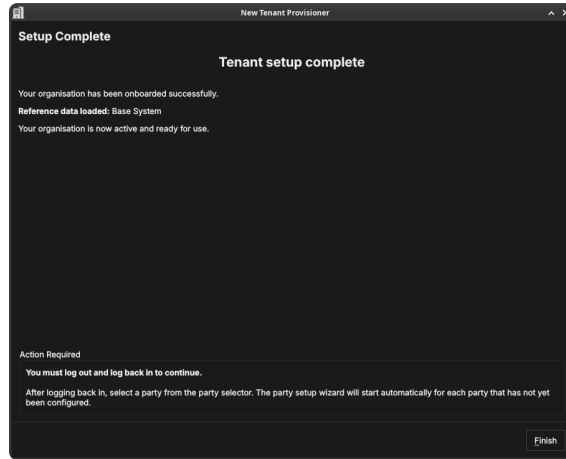 New Tenant Provisioner
Setup Complete
Tenant setup complete
Your organisation has been onboarded successfully.
Reference data loaded: Base System
Your organisation is now active and ready for use.
Action Required
You must log out and log back in to continue.
After logging back in, select a party from the party selector. The party setup wizard will start automatically for each party that has not yet
been configured.
Finish